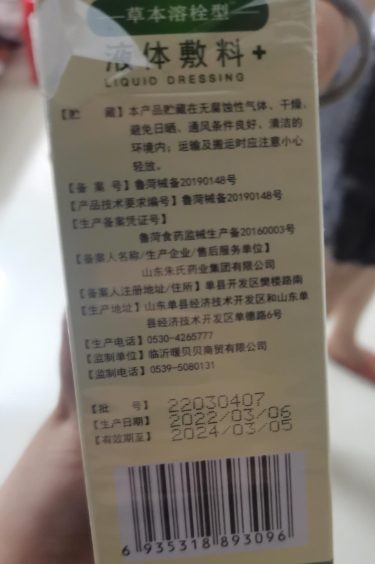 草本溶栓型
液体敷料+
LIQUID DRESSING
【贮 藏】本产品贮藏在无腐蚀性气体、干燥、
避免日晒、通风条件良好、清洁的
环境内；运输及搬运时应注意小心
轻放。
【备 案 号】鲁菏械备20190148号
【产品技术要求编号】鲁菏械备20190148号
【生产备案凭证号】
鲁菏食药监械生产备20160003号
【备案人名称/生产企业/售后服务单位】
山东朱氏药业集团有限公司
【备案人注册地址/住所】单县开发区樊楼路南
【生产地址】山东单县经济技术开发区和山东单
县经济技术开发区单德路6号
【生产电话】0530-4265777
【监制单位】临沂暖贝贝商贸有限公司
【监制电话】0539-5080131
【批 号】22030407
【生产日期】2022/03/06
【有效期至】2024/03/05
6 935318 893096